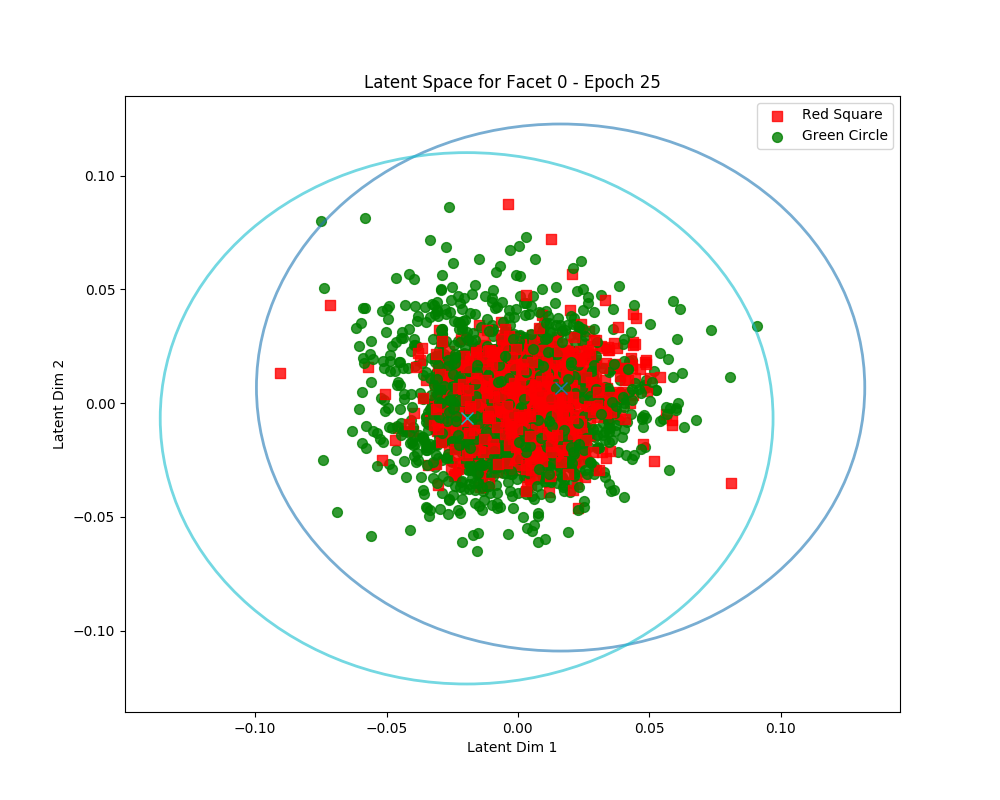 Latent Space for Facet 0 - Epoch 25
Red Square
Green Circle
0.10
0.05
0.00
−0.05
−0.10
Latent Dim 2
−0.10
−0.05
0.00
0.05
0.10
Latent Dim 1